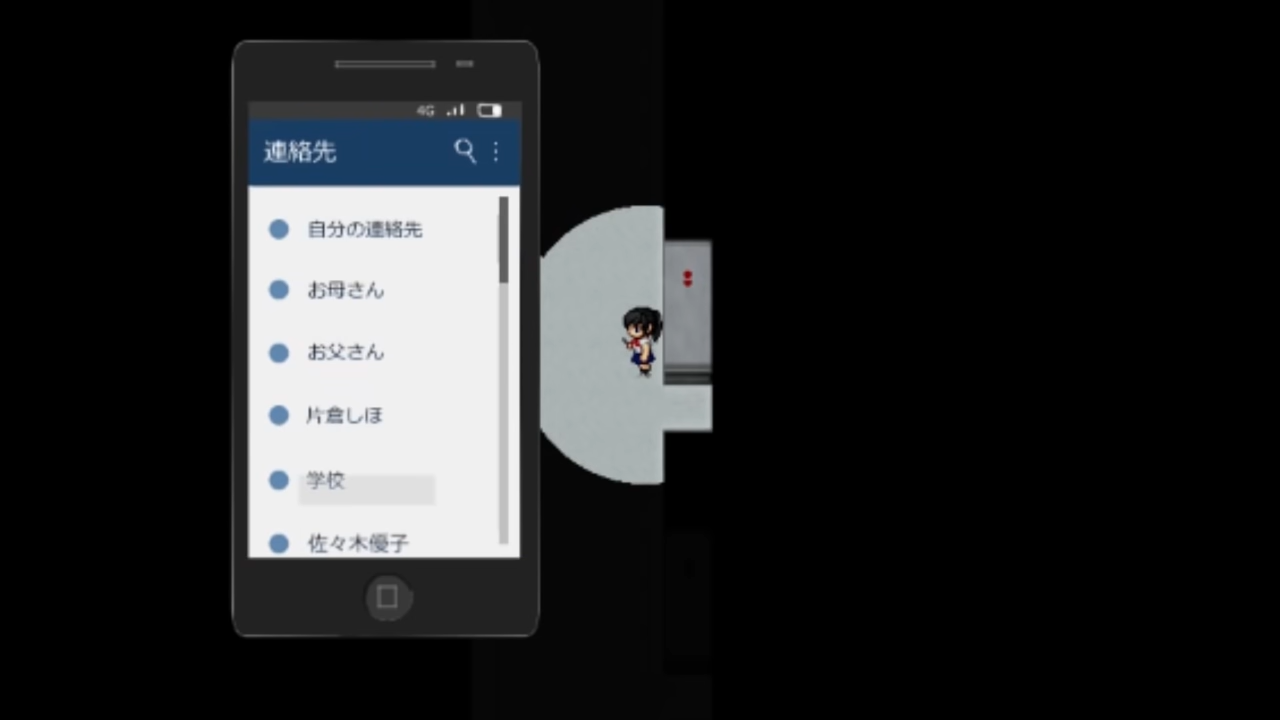 4G
連絡先
自分の連絡先
お母さん
お父さん
片倉しほ
学校
佐々木優子